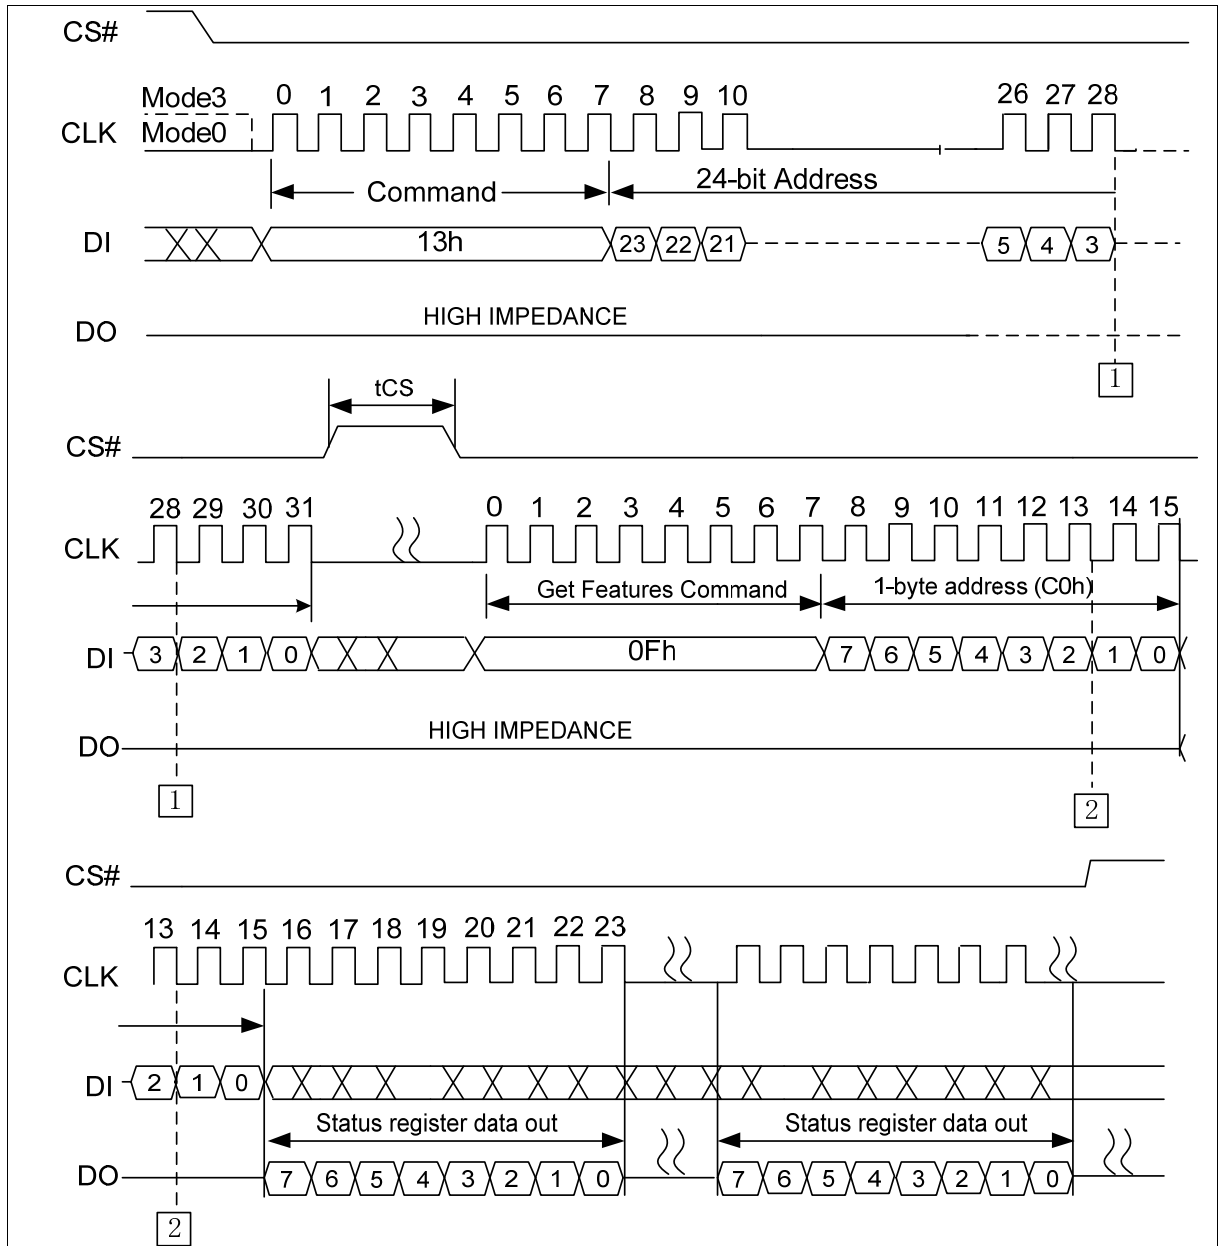 CS#
Mode3 0 1 2 3 4 5 6 7 8 9 10 26 27 28
CLK Mode0
Command 24-bit Address
DI 13h 23 22 21 5 4 3
HIGH IMPEDANCE
DO
1
tCS
CS#
28 29 30 31 0 1 2 3 4 5 6 7 8 9 10 11 12 13 14 15
CLK
Get Features Command 1-byte address (C0h)
DI 3 2 1 0 0Fh 7 6 5 4 3 2 1 0
HIGH IMPEDANCE
DO
1 2
CS#
13 14 15 16 17 18 19 20 21 22 23
CLK
DI 2 1 0
Status register data out Status register data out
DO 7 6 5 4 3 2 1 0 7 6 5 4 3 2 1 0
2